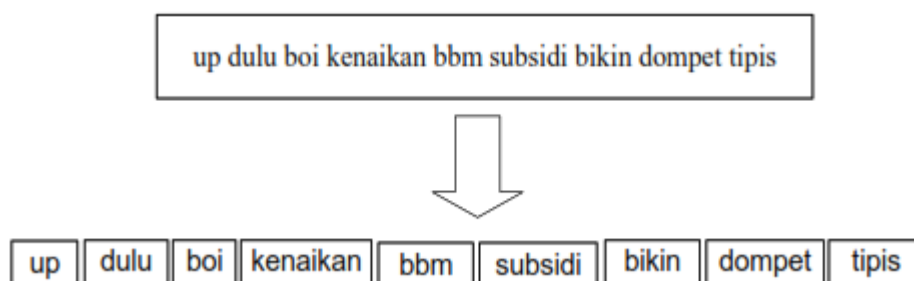 up dulu boi kenaikan bbm subsidi bikin dompet tipis
up dulu boi kenaikan bbm subsidi bikin dompet tipis